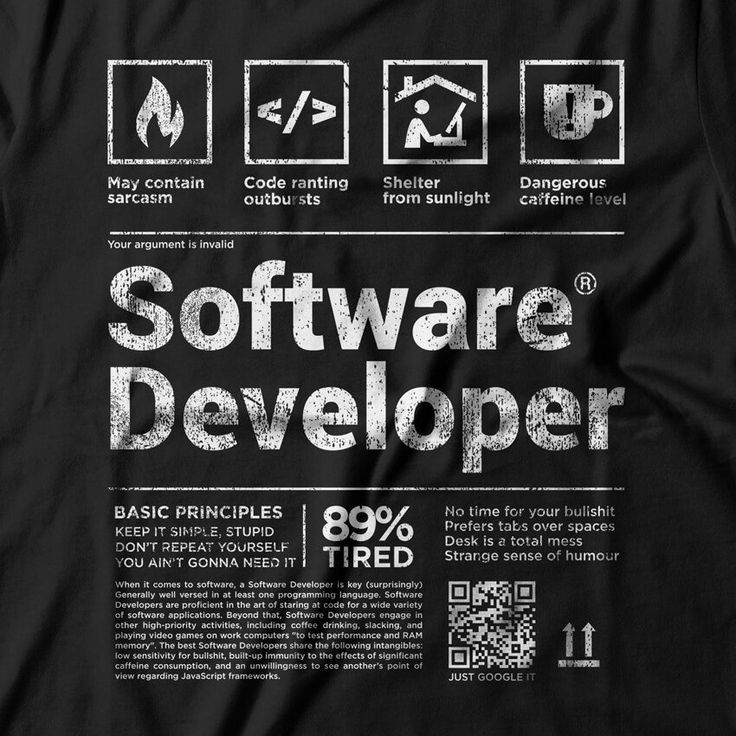 May contain
sarcasm
Code ranting
outbursts
Shelter
from sunlight
Dangerous
caffeine level
Your argument is invalid
Software®
Developer
BASIC PRINCIPLES
KEEP IT SIMPLE, STUPID
DON'T REPEAT YOURSELF
YOU AIN'T GONNA NEED IT
89%
TIRED
No time for your bullshit
Prefers tabs over spaces
Desk is a total mess
Strange sense of humour
When it comes to software, a Software Developer is key (surprisingly)
Generally well versed in at least one programming language. Software
Developers are proficient in the art of staring at code for a wide variety
of software applications. Beyond that, Software Developers engage in
other high-priority activities, including coffee drinking, slacking, and
playing video games on work computers "to test performance and RAM
memory". The best Software Developers share the following intangibles:
low sensitivity for bullshit, built-up immunity to the effects of significant
caffeine consumption, and an unwillingness to see another's point of
view regarding JavaScript frameworks.
JUST GOOGLE IT